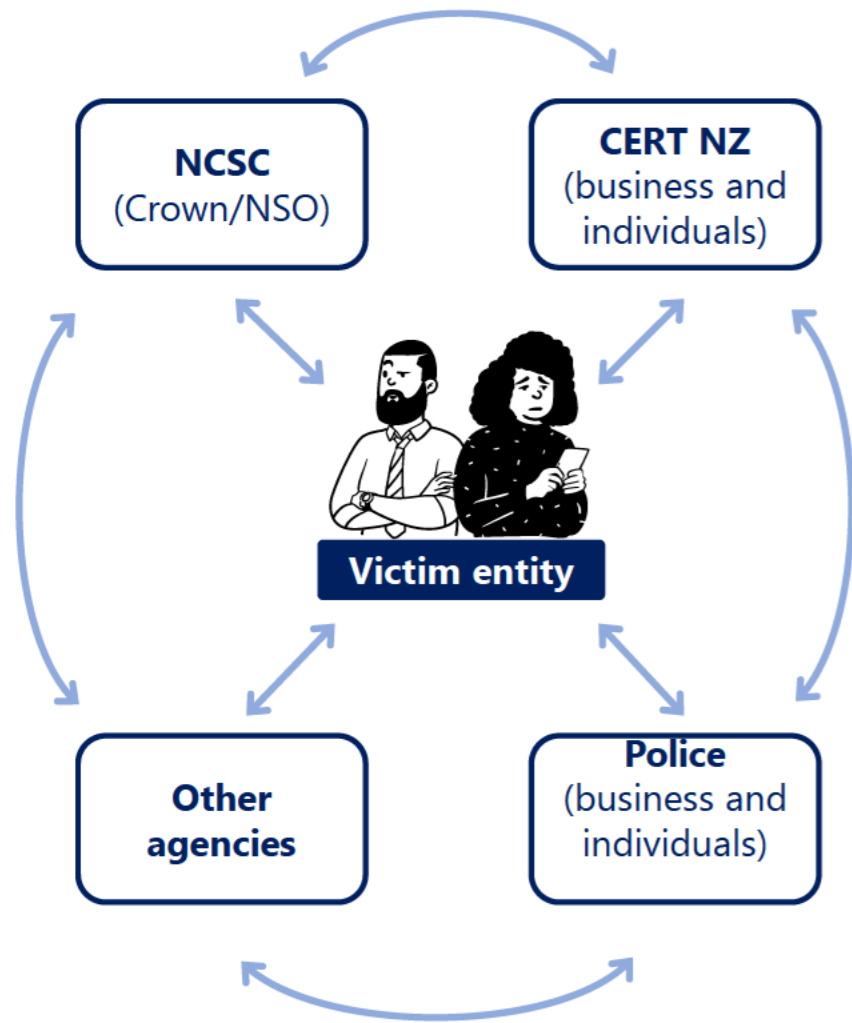 NCSC
(Crown/NSO)
CERT NZ
(business and
individuals)
Victim entity
Other
agencies
Police
(business and
individuals)